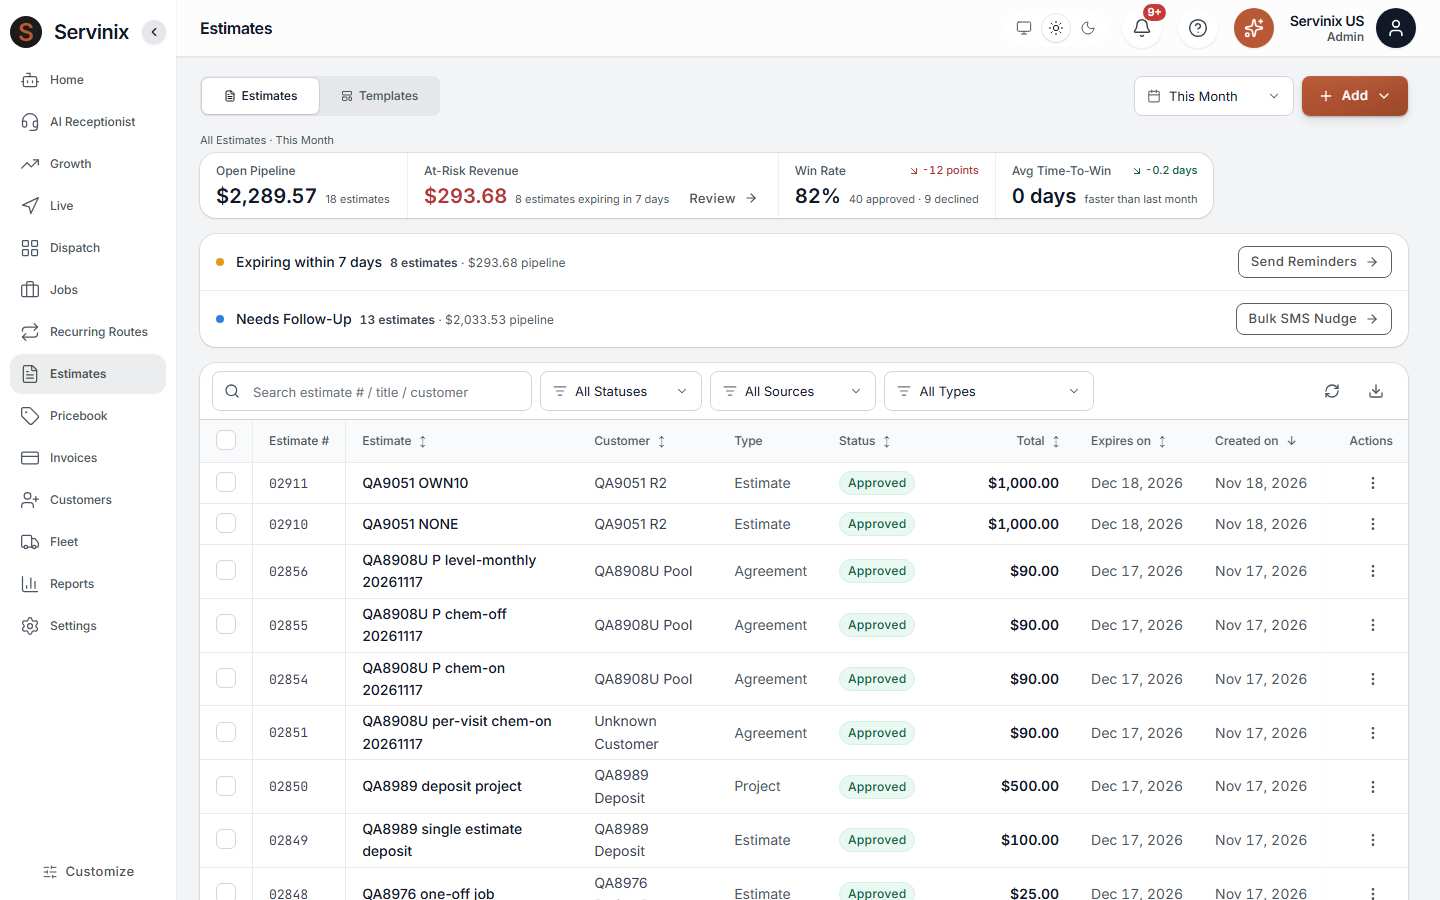 Servinix
Estimates
9+
Servinix US
Admin
Home
AI Receptionist
Growth
Live
Dispatch
Jobs
Recurring Routes
Estimates
Pricebook
Invoices
Customers
Fleet
Reports
Settings
Customize
Estimates
Templates
This Month
Add
All Estimates · This Month
Open Pipeline
$2,289.57 18 estimates
At-Risk Revenue
$293.68 8 estimates expiring in 7 days Review
Win Rate -12 points
82% 40 approved · 9 declined
Avg Time-To-Win -0.2 days
0 days faster than last month
Expiring within 7 days 8 estimates · $293.68 pipeline Send Reminders
Needs Follow-Up 13 estimates · $2,033.53 pipeline Bulk SMS Nudge
Search estimate # / title / customer All Statuses All Sources All Types
Estimate # Estimate Customer Type Status Total Expires on Created on Actions
02911 QA9051 OWN10 QA9051 R2 Estimate Approved $1,000.00 Dec 18, 2026 Nov 18, 2026
02910 QA9051 NONE QA9051 R2 Estimate Approved $1,000.00 Dec 18, 2026 Nov 18, 2026
QA8908U P level-monthly
02856 QA8908U Pool Agreement Approved $90.00 Dec 17, 2026 Nov 17, 2026
20261117
QA8908U P chem-off
02855 QA8908U Pool Agreement Approved $90.00 Dec 17, 2026 Nov 17, 2026
20261117
QA8908U P chem-on
02854 QA8908U Pool Agreement Approved $90.00 Dec 17, 2026 Nov 17, 2026
20261117
QA8908U per-visit chem-on Unknown
02851 Agreement Approved $90.00 Dec 17, 2026 Nov 17, 2026
20261117 Customer
QA8989
02850 QA8989 deposit project Project Approved $500.00 Dec 17, 2026 Nov 17, 2026
Deposit
QA8989 single estimate QA8989
02849 Estimate Approved $100.00 Dec 17, 2026 Nov 17, 2026
deposit Deposit
QA8976
02848 QA8976 one-off job Estimate Approved $25.00 Dec 17, 2026 Nov 17, 2026